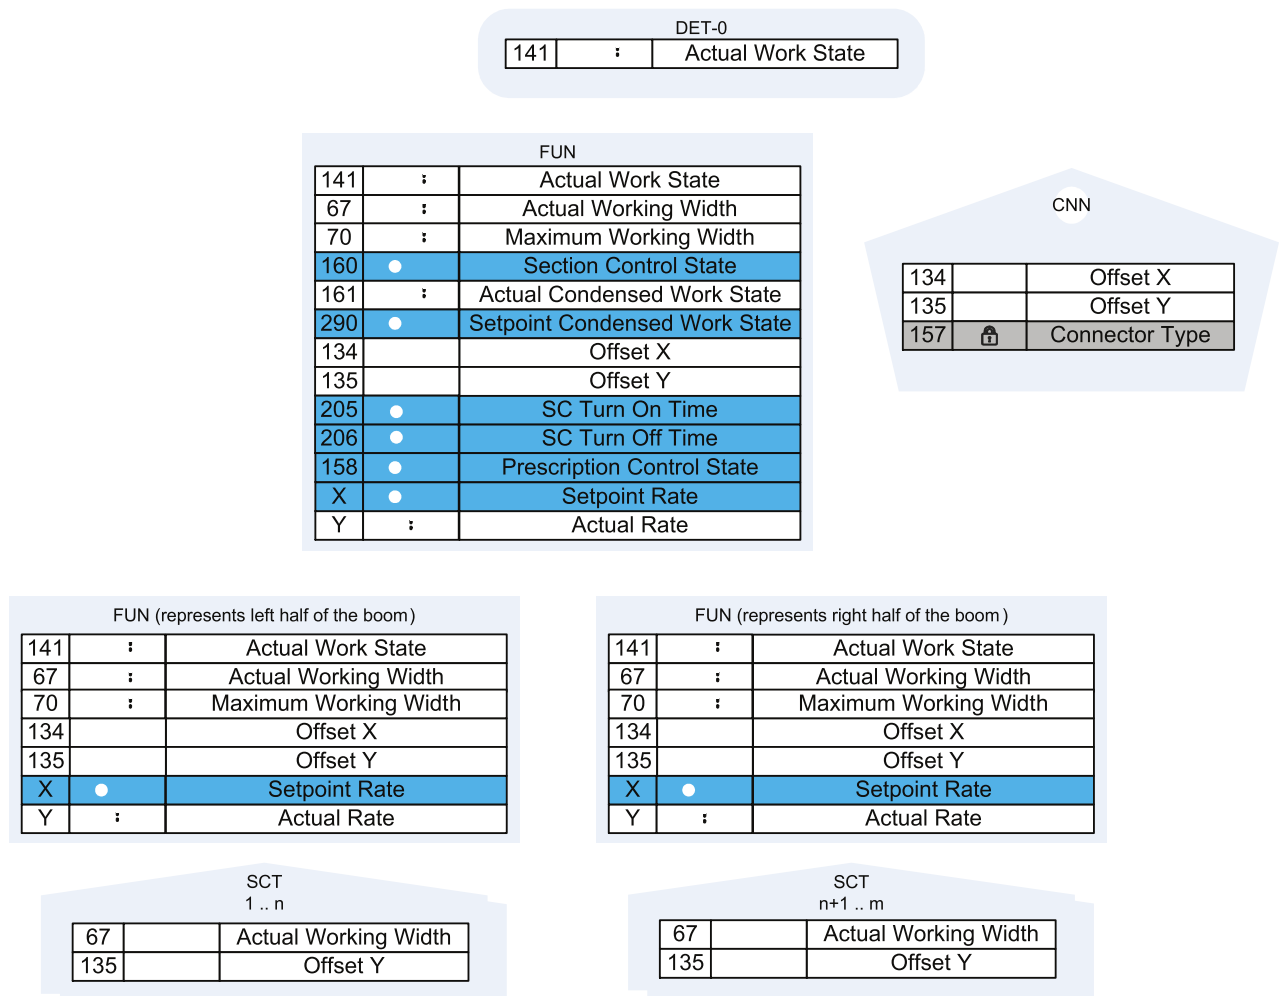 DET-0
141 Actual Work State
FUN
141 Actual Work State
67 Actual Working Width
70 Maximum Working Width
160 Section Control State
161 Actual Condensed Work State
290 Setpoint Condensed Work State
134 Offset X
135 Offset Y
205 SC Turn On Time
206 SC Turn Off Time
158 Prescription Control State
X Setpoint Rate
Y Actual Rate
CNN
134 Offset X
135 Offset Y
157 Connector Type
FUN (represents left half of the boom)
141 Actual Work State
67 Actual Working Width
70 Maximum Working Width
134 Offset X
135 Offset Y
X Setpoint Rate
Y Actual Rate
SCT
1 .. n
67 Actual Working Width
135 Offset Y
FUN (represents right half of the boom)
141 Actual Work State
67 Actual Working Width
70 Maximum Working Width
134 Offset X
135 Offset Y
X Setpoint Rate
Y Actual Rate
SCT
n+1 .. m
67 Actual Working Width
135 Offset Y